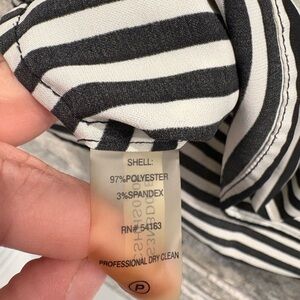 SHELL:
97%POLYESTER
3%SPANDEX
RN# 54163
PROFESSIONAL DRY CLEAN
P